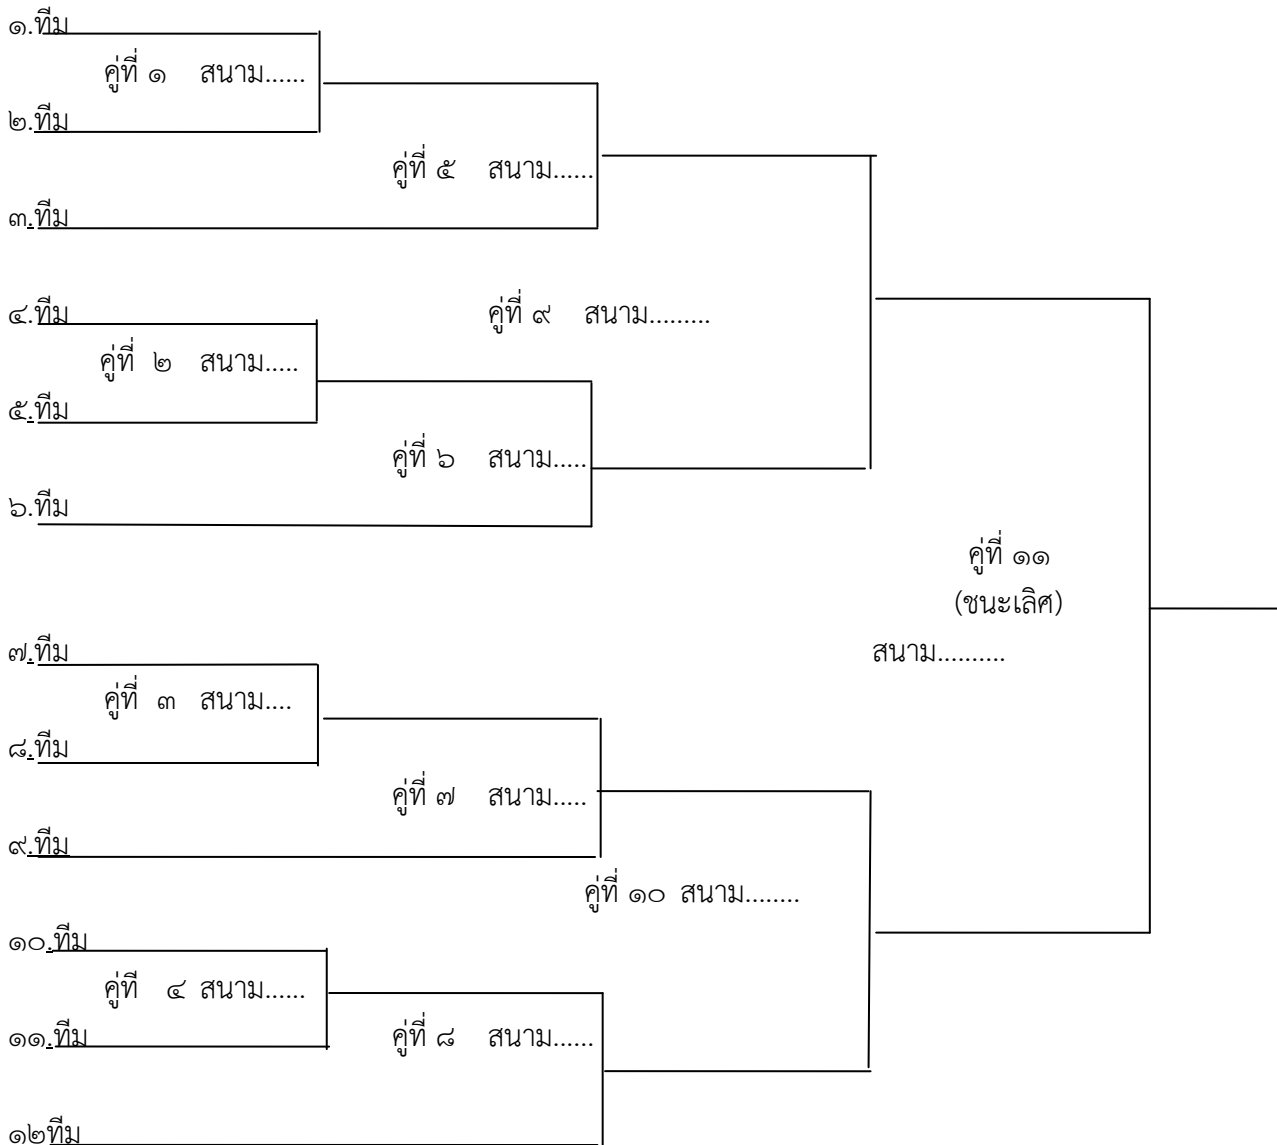 ๑.ทีม
คู่ที่ ๑ สนาม......
๒.ทีม
คู่ที่ ๕ สนาม......
๓.ทีม
๔.ทีม
คู่ที่ ๙ สนาม.........
คู่ที่ ๒ สนาม.....
๕.ทีม
คู่ที่ ๖ สนาม.....
๖.ทีม
คู่ที่ ๑๑
(ชนะเลิศ)
๗.ทีม
สนาม..........
คู่ที่ ๓ สนาม....
๘.ทีม
คู่ที่ ๗ สนาม.....
๙.ทีม
คู่ที่ ๑๐ สนาม........
๑๐.ทีม
คู่ที ๔ สนาม......
๑๑.ทีม
คู่ที่ ๘ สนาม......
๑๒ทีม